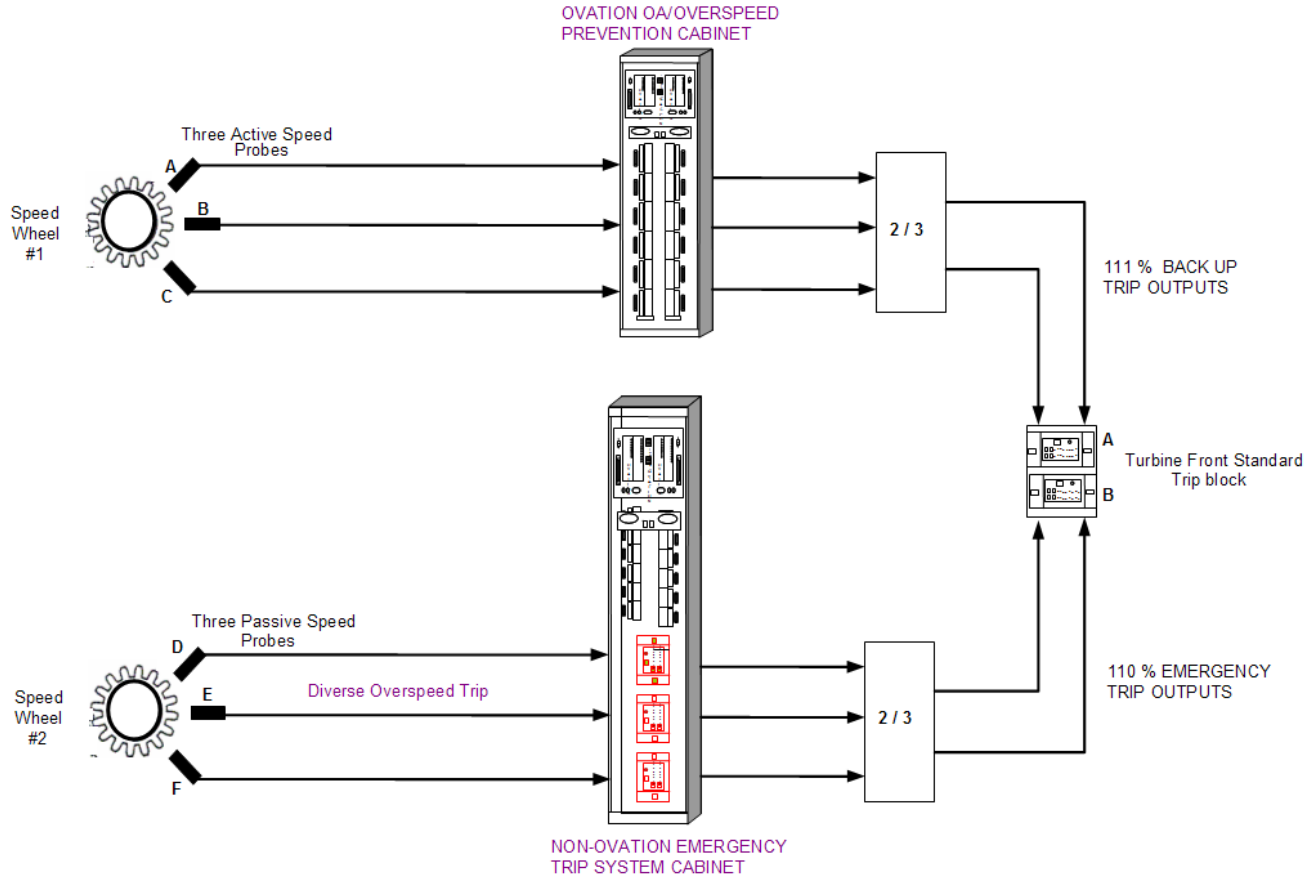 OVATION OA/OVERSPEED
PREVENTION CABINET
Three Active Speed
Probes
A
B
C
Speed
Wheel
#1
2 / 3
111 % BACK UP
TRIP OUTPUTS
A
B
Turbine Front Standard
Trip block
Three Passive Speed
Probes
D
E
F
Diverse Overspeed Trip
Speed
Wheel
#2
2 / 3
110 % EMERGENCY
TRIP OUTPUTS
NON-OVATION EMERGENCY
TRIP SYSTEM CABINET